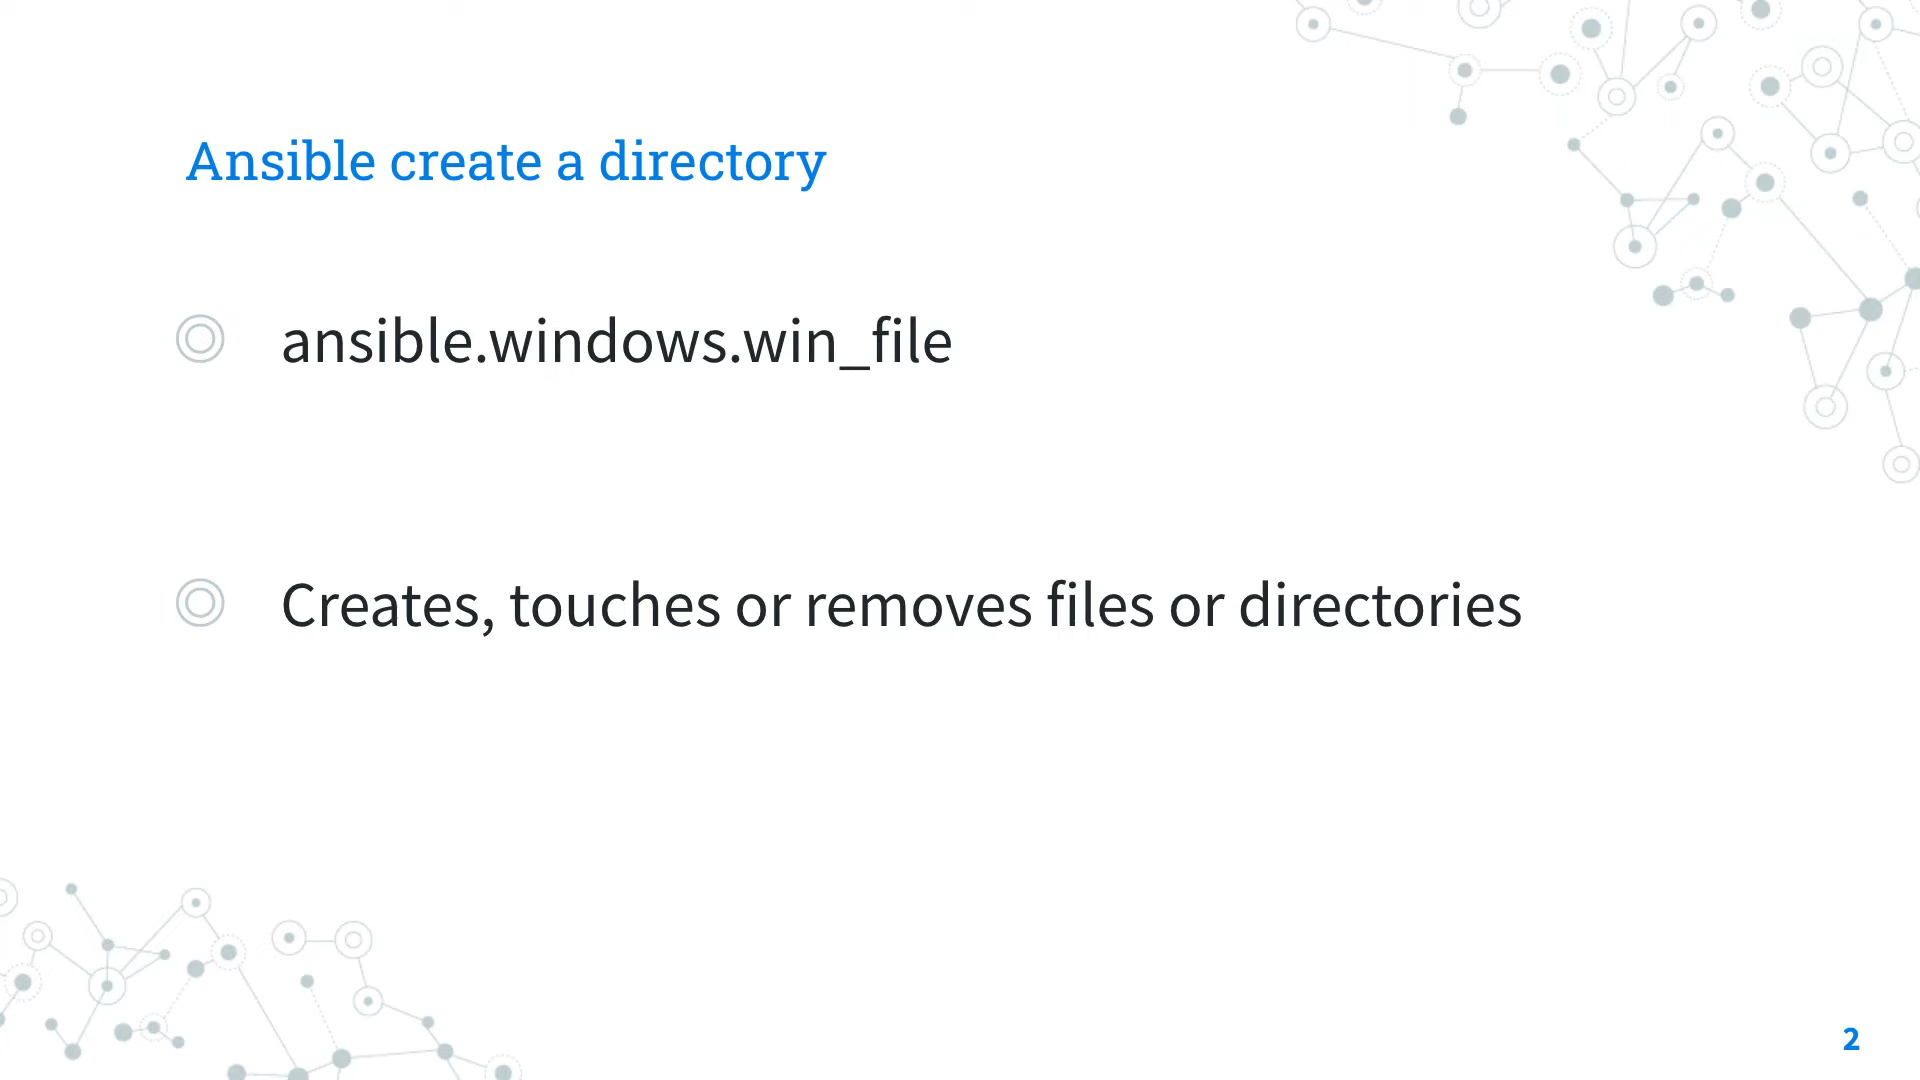 Ansible create a directory
ansible.windows.win_file
Creates, touches or removes files or directories
2